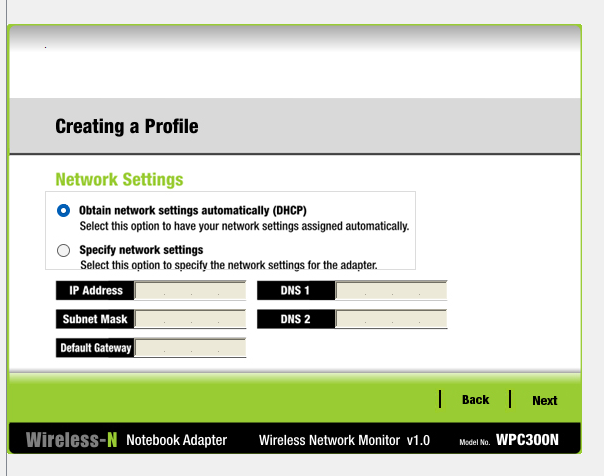 Creating a Profile
Network Settings
Obtain network settings automatically (DHCP)
Select this option to have your network settings assigned automatically.
Specify network settings
Select this option to specify the network settings for the adapter.
IP Address . . . DNS 1 . . .
Subnet Mask . . . DNS 2 . . .
Default Gateway . . .
Back Next
Wireless-N Notebook Adapter Wireless Network Monitor v1.0 Model No. WPC300N